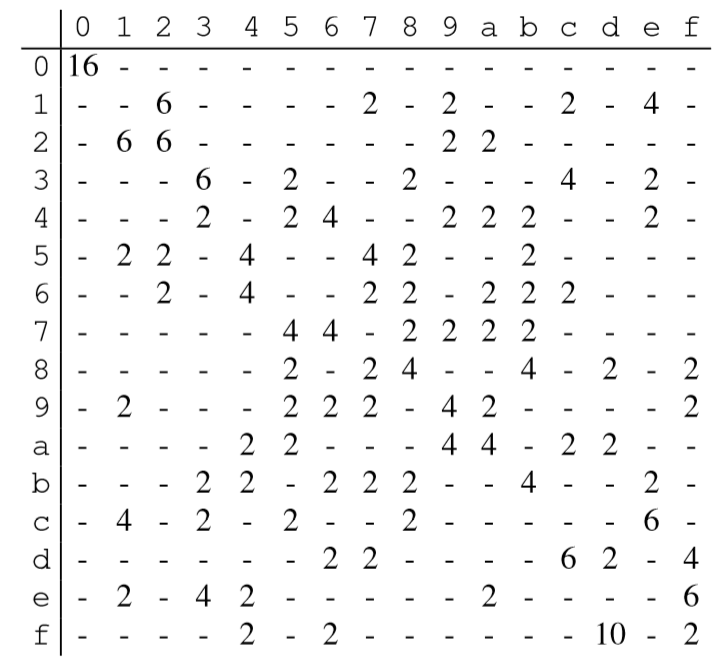 0 1 2 3 4 5 6 7 8 9 a b c d e f
0 16 - - - - - - - - - - - - - - -
1 - - 6 - - - - 2 - 2 - - 2 - 4 -
2 - 6 6 - - - - - - 2 2 - - - - -
3 - - - 6 - 2 - - 2 - - - 4 - 2 -
4 - - - 2 - 2 4 - - 2 2 2 - - 2 -
5 - 2 2 - 4 - - 4 2 - - 2 - - - -
6 - - 2 - 4 - - 2 2 - 2 2 2 - - -
7 - - - - - 4 4 - 2 2 2 2 - - - -
8 - - - - - 2 - 2 4 - - 4 - 2 - 2
9 - 2 - - - 2 2 2 - 4 2 - - - - 2
a - - - - 2 2 - - - 4 4 - 2 2 - -
b - - - 2 2 - 2 2 2 - - 4 - - 2 -
c - 4 - 2 - 2 - - 2 - - - - - 6 -
d - - - - - - 2 2 - - - - 6 2 - 4
e - 2 - 4 2 - - - - - 2 - - - - 6
f - - - - 2 - 2 - - - - - - 10 - 2